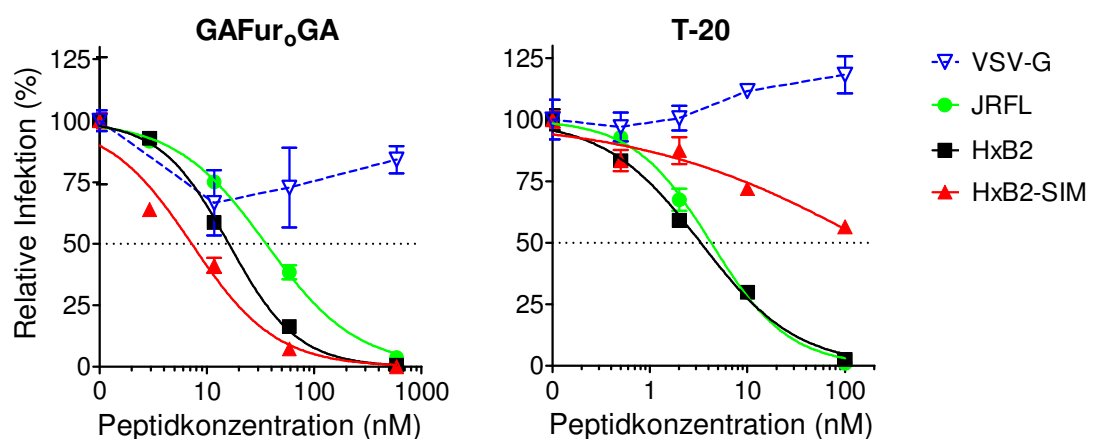 GAFurₒGA
T-20
Relative Infektion (%)
125
100
75
50
25
0
0 10 100 1000
Peptidkonzentration (nM)
125
100
75
50
25
0
0 1 10 100
Peptidkonzentration (nM)
VSV-G
JRFL
HxB2
HxB2-SIM